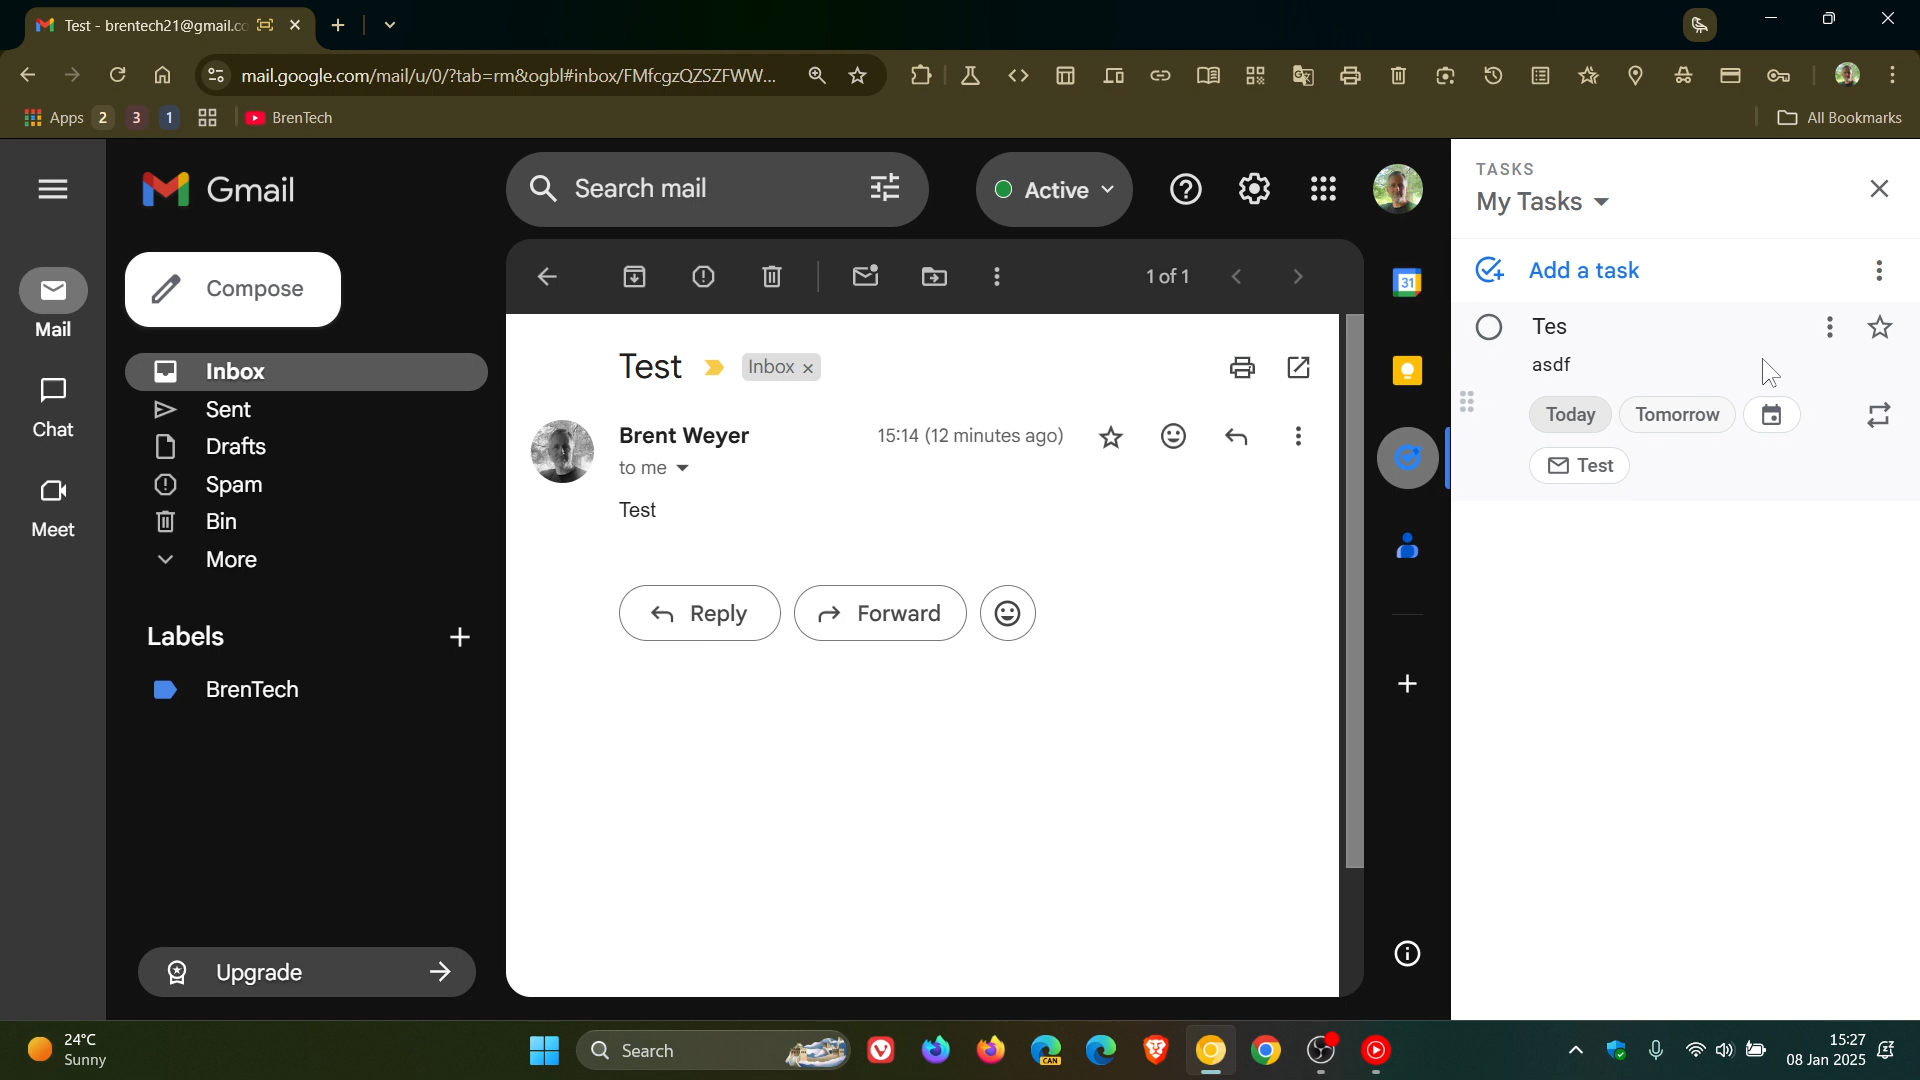 Test - brentech21@gmail.co
mail.google.com/mail/u/0/?tab=rm&ogbl#inbox/FMfcgzQZSZFWW...
Apps 2 3 1 BrenTech All Bookmarks
Gmail
Search mail
Active
TASKS
My Tasks
Compose
Mail
Chat
Meet
Inbox
Sent
Drafts
Spam
Bin
More
Labels
BrenTech
Upgrade
1 of 1
Test Inbox ×
Brent Weyer 15:14 (12 minutes ago)
to me
Test
Reply Forward
31
Add a task
Tes
asdf
Today Tomorrow
Test
24°C
Sunny
Search
CAN
15:27
08 Jan 2025